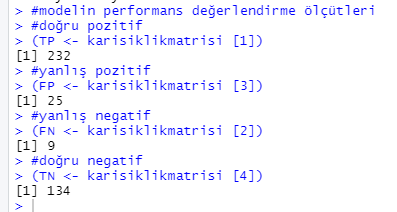 > #modelin performans değerlendirme ölçütleri
> #doğru pozitif
> (TP <- karisiklikmatrisi [1])
[1] 232
> #yanlış pozitif
> (FP <- karisiklikmatrisi [3])
[1] 25
> #yanlış negatif
> (FN <- karisiklikmatrisi [2])
[1] 9
> #doğru negatif
> (TN <- karisiklikmatrisi [4])
[1] 134
>